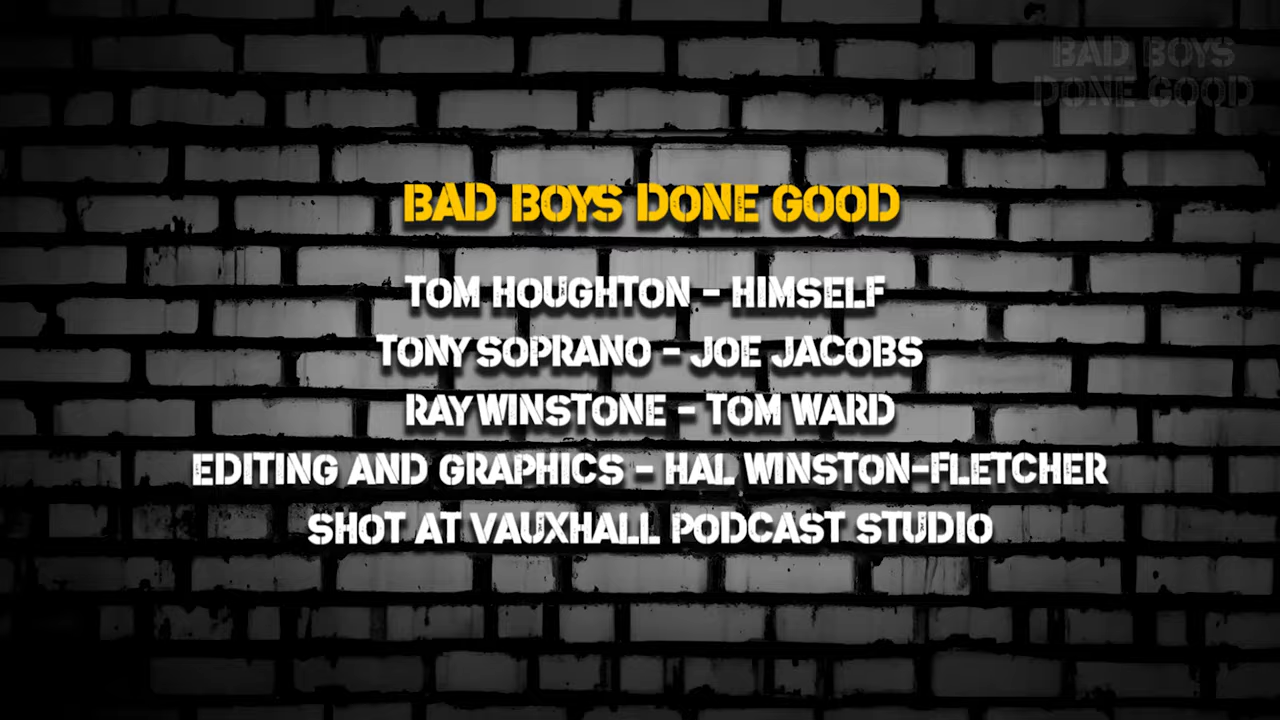 BAD BOYS
DONE GOOD
BAD BOYS DONE GOOD
TOM HOUGHTON - HIMSELF
TONY SOPRANO - JOE JACOBS
RAY WINSTONE - TOM WARD
EDITING AND GRAPHICS - HAL WINSTON-FLETCHER
SHOT AT VAUXHALL PODCAST STUDIO